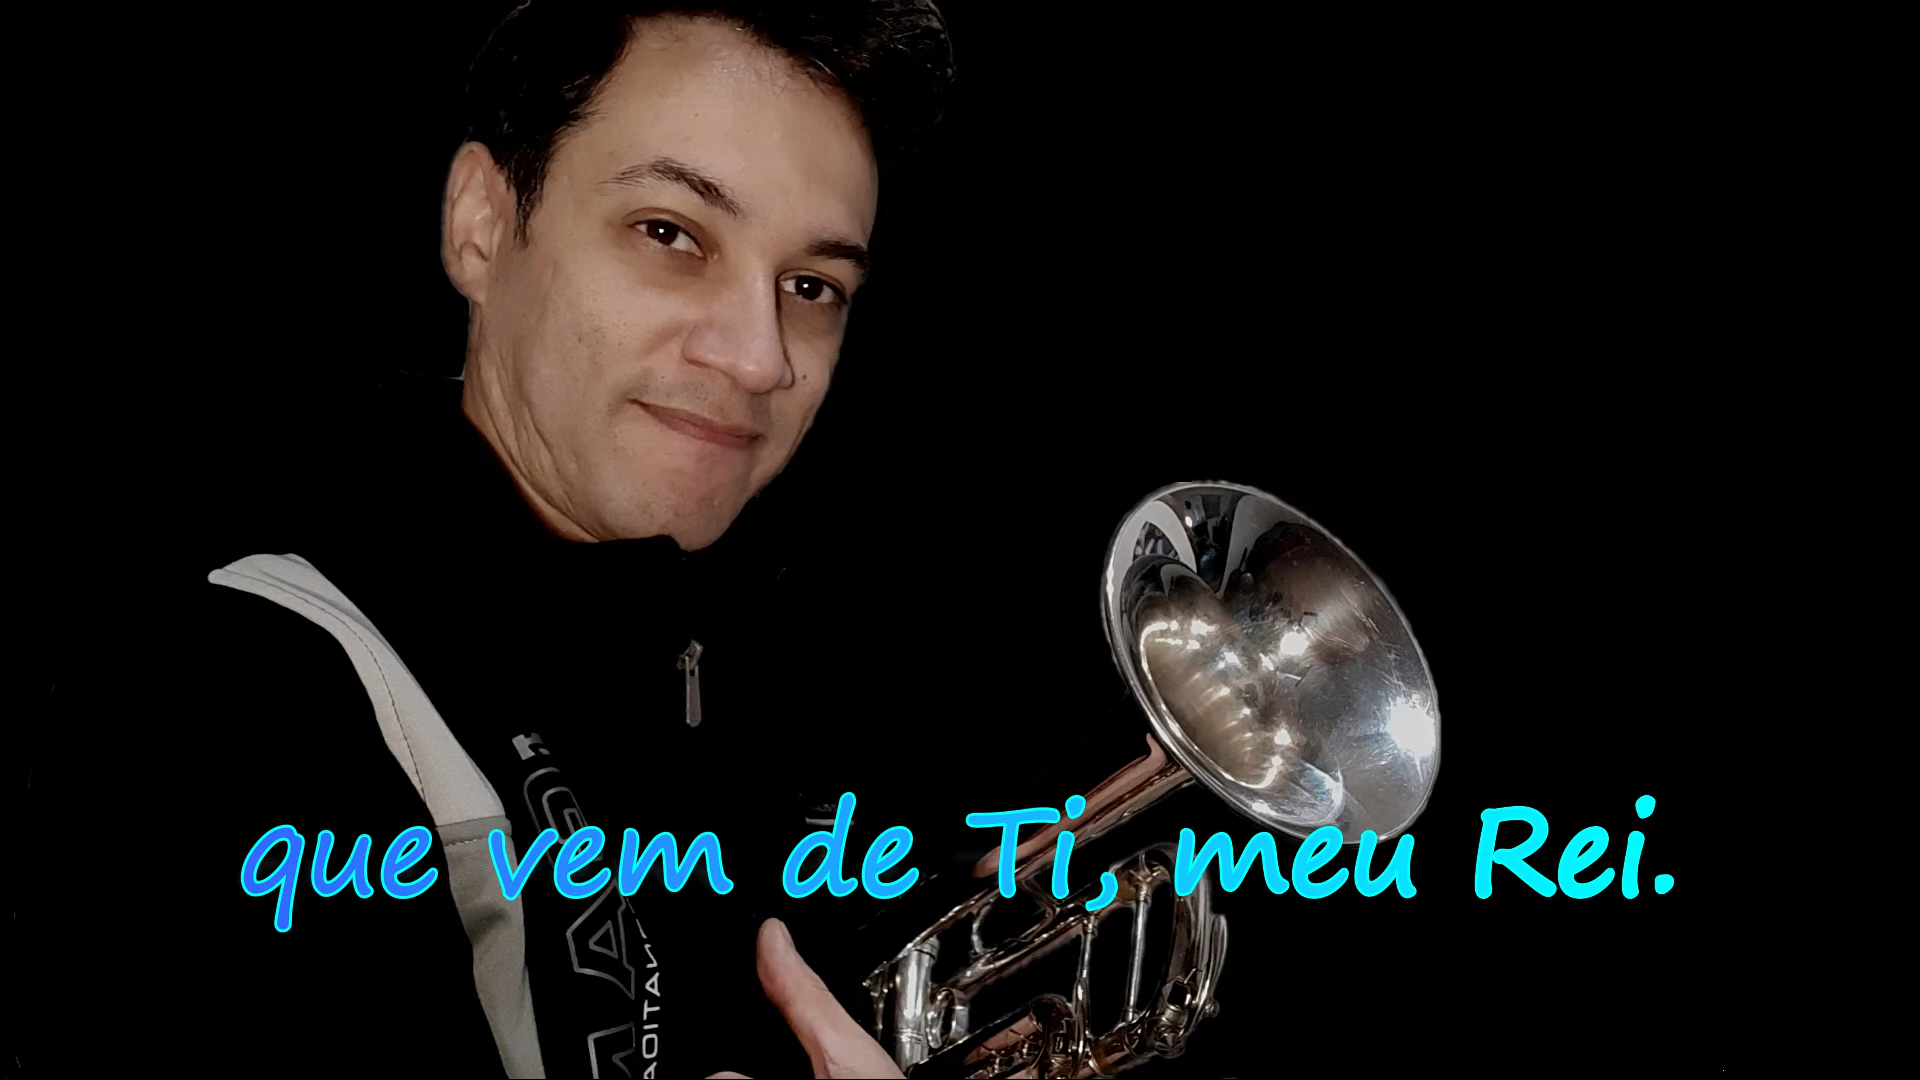 que vem de Ti, meu Rei.